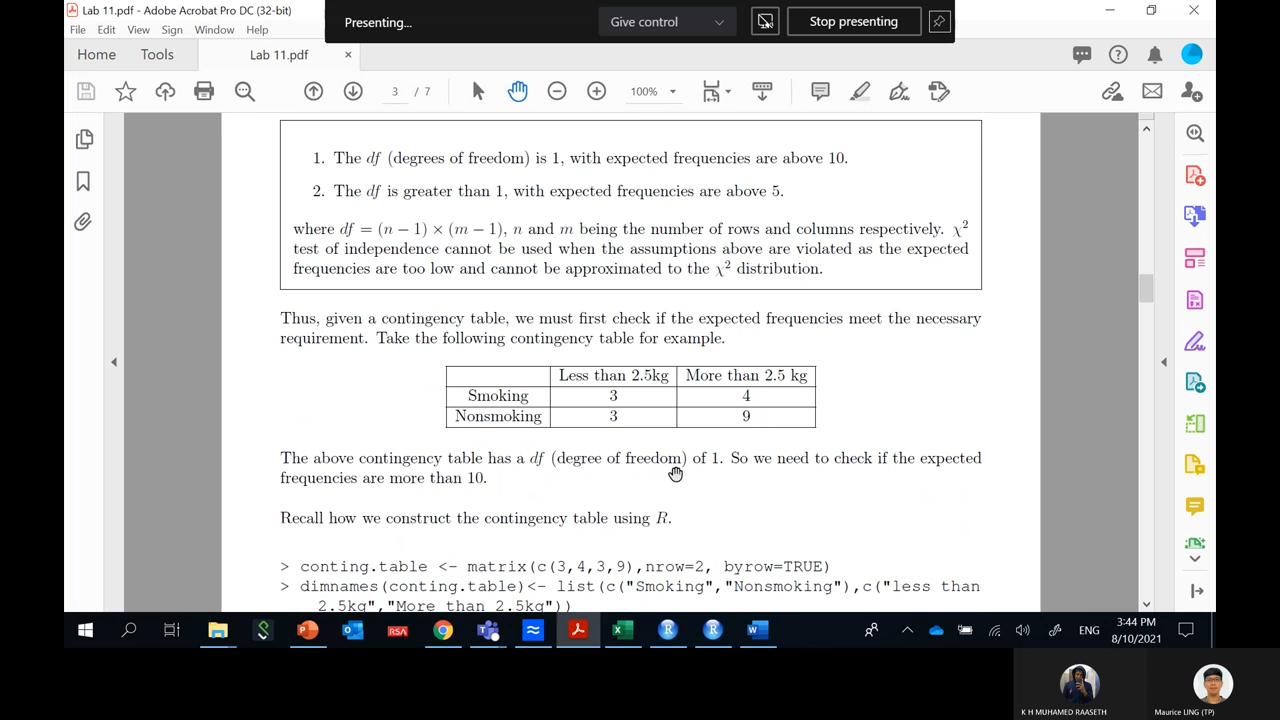 Lab 11.pdf - Adobe Acrobat Pro DC (32-bit)
Presenting...
Give control
Stop presenting
File Edit View Sign Window Help
Home Tools Lab 11.pdf ×
3 / 7
100%
1. The df (degrees of freedom) is 1, with expected frequencies are above 10.
2. The df is greater than 1, with expected frequencies are above 5.
where df = (n − 1) × (m − 1), n and m being the number of rows and columns respectively. χ²
test of independence cannot be used when the assumptions above are violated as the expected
frequencies are too low and cannot be approximated to the χ² distribution.
Thus, given a contingency table, we must first check if the expected frequencies meet the necessary
requirement. Take the following contingency table for example.
Less than 2.5kg More than 2.5 kg
Smoking 3 4
Nonsmoking 3 9
The above contingency table has a df (degree of freedom) of 1. So we need to check if the expected
frequencies are more than 10.
Recall how we construct the contingency table using R.
> conting.table <- matrix(c(3,4,3,9),nrow=2, byrow=TRUE)
> dimnames(conting.table)<- list(c("Smoking","Nonsmoking"),c("less than
2.5kg","More than 2.5kg"))
RSA
ENG
3:44 PM
8/10/2021
K H MUHAMED RAASETH
Maurice LING (TP)